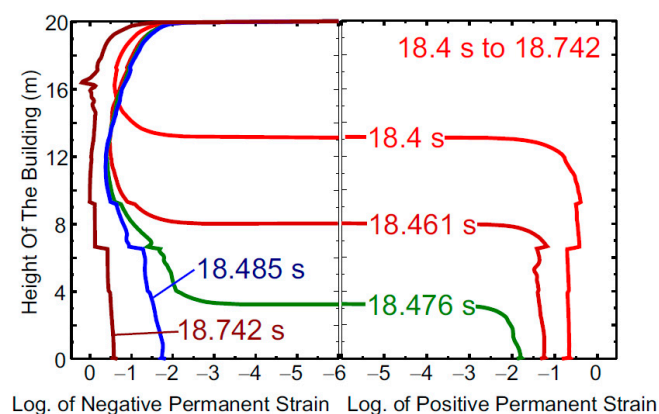 Height Of The Building (m)
20
16
12
8
4
0
18.4 s to 18.742
18.4 s
18.461 s
18.485 s
18.476 s
18.742 s
0 −1 −2 −3 −4 −5 −6 −5 −4 −3 −2 −1 0
Log. of Negative Permanent Strain Log. of Positive Permanent Strain